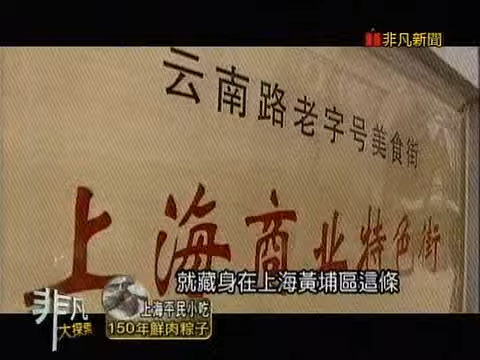 非凡新聞
云南路老字号美食街
上海商业特色街
就藏身在上海黃埔區這條
非凡
大探索
上海平民小吃
150年鮮肉粽子